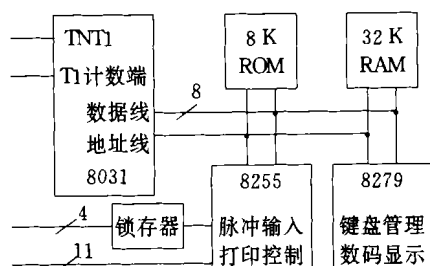 TNT1
T1计数端
数据线
地址线
8031
8
8 K
ROM
32 K
RAM
8255
脉冲输入
打印控制
8279
键盘管理
数码显示
4
锁存器
11